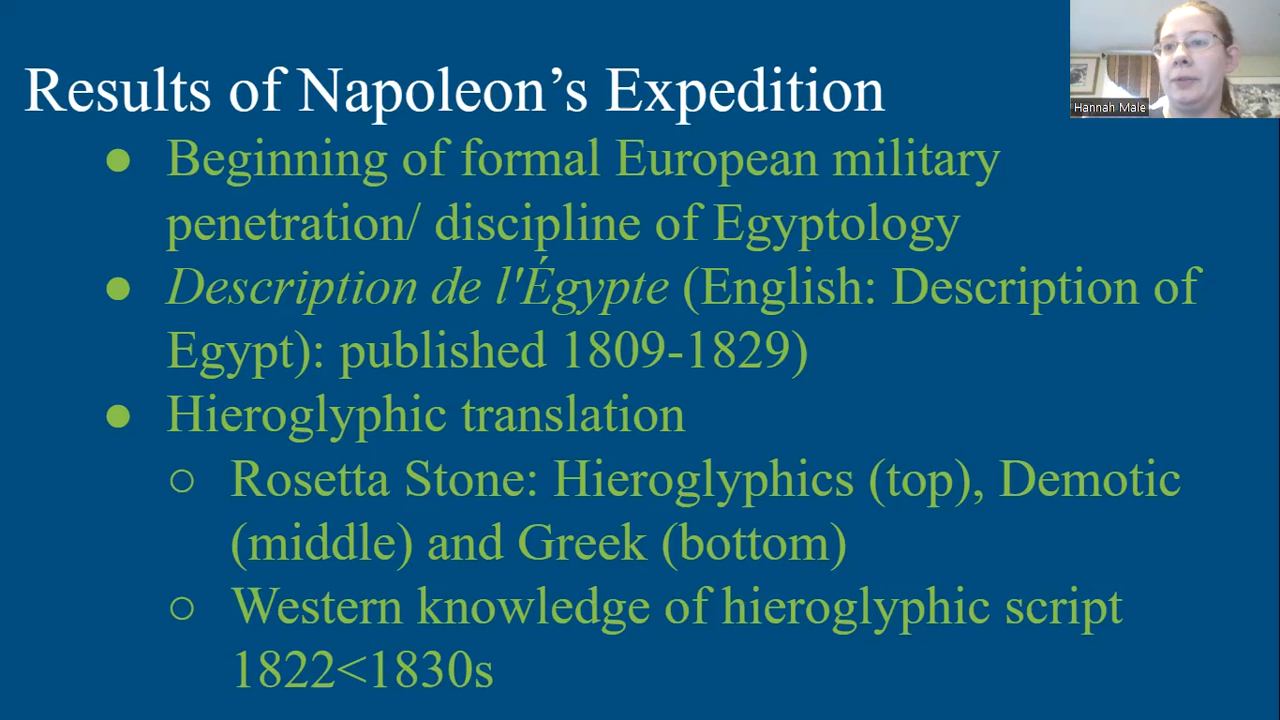 Results of Napoleon’s Expedition
Hannah Male
● Beginning of formal European military
penetration/ discipline of Egyptology
● Description de l'Égypte (English: Description of
Egypt): published 1809-1829)
● Hieroglyphic translation
○ Rosetta Stone: Hieroglyphics (top), Demotic
(middle) and Greek (bottom)
○ Western knowledge of hieroglyphic script
1822<1830s